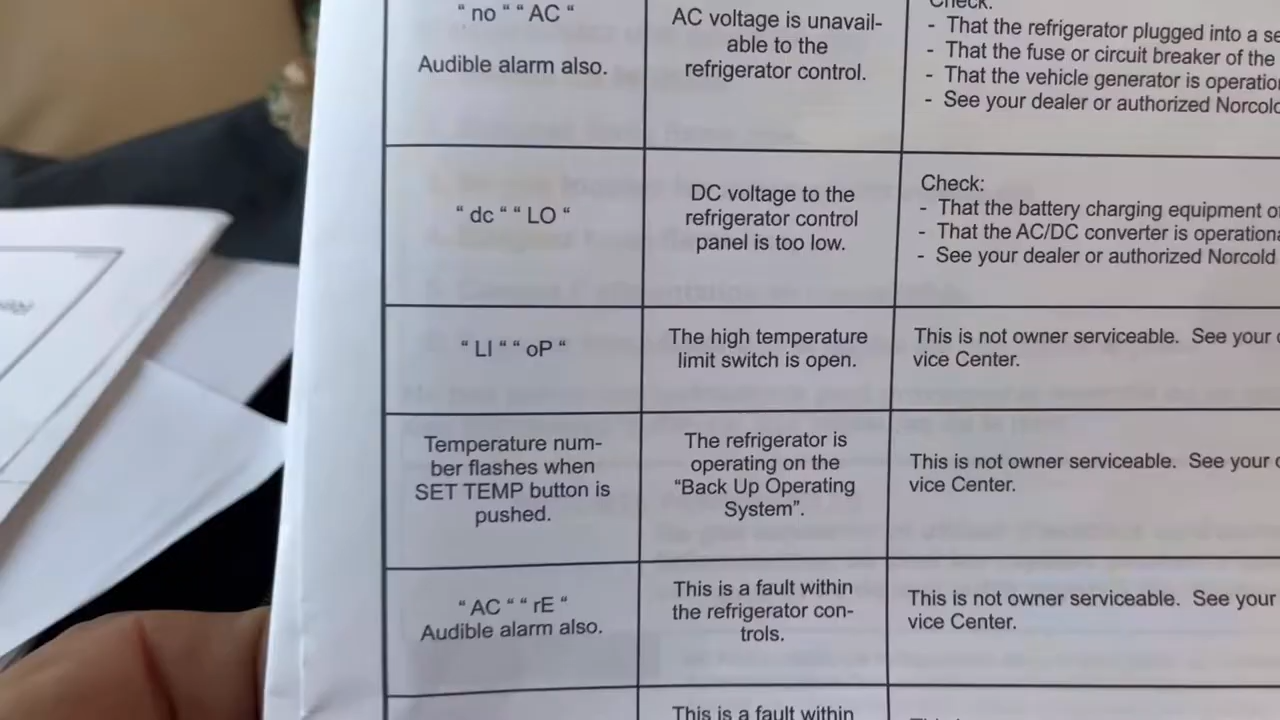 “ no “ “ AC “
Audible alarm also.
AC voltage is unavail-
able to the
refrigerator control.
Check:
- That the refrigerator plugged into a se
- That the fuse or circuit breaker of the
- That the vehicle generator is operation
- See your dealer or authorized Norcold
“ dc “ “ LO “
DC voltage to the
refrigerator control
panel is too low.
Check:
- That the battery charging equipment of
- That the AC/DC converter is operationa
- See your dealer or authorized Norcold
“ LI “ “ oP “
The high temperature
limit switch is open.
This is not owner serviceable. See your
vice Center.
Temperature num-
ber flashes when
SET TEMP button is
pushed.
The refrigerator is
operating on the
“Back Up Operating
System”.
This is not owner serviceable. See your
vice Center.
“ AC “ “ rE “
Audible alarm also.
This is a fault within
the refrigerator con-
trols.
This is not owner serviceable. See your
vice Center.
This is a fault within